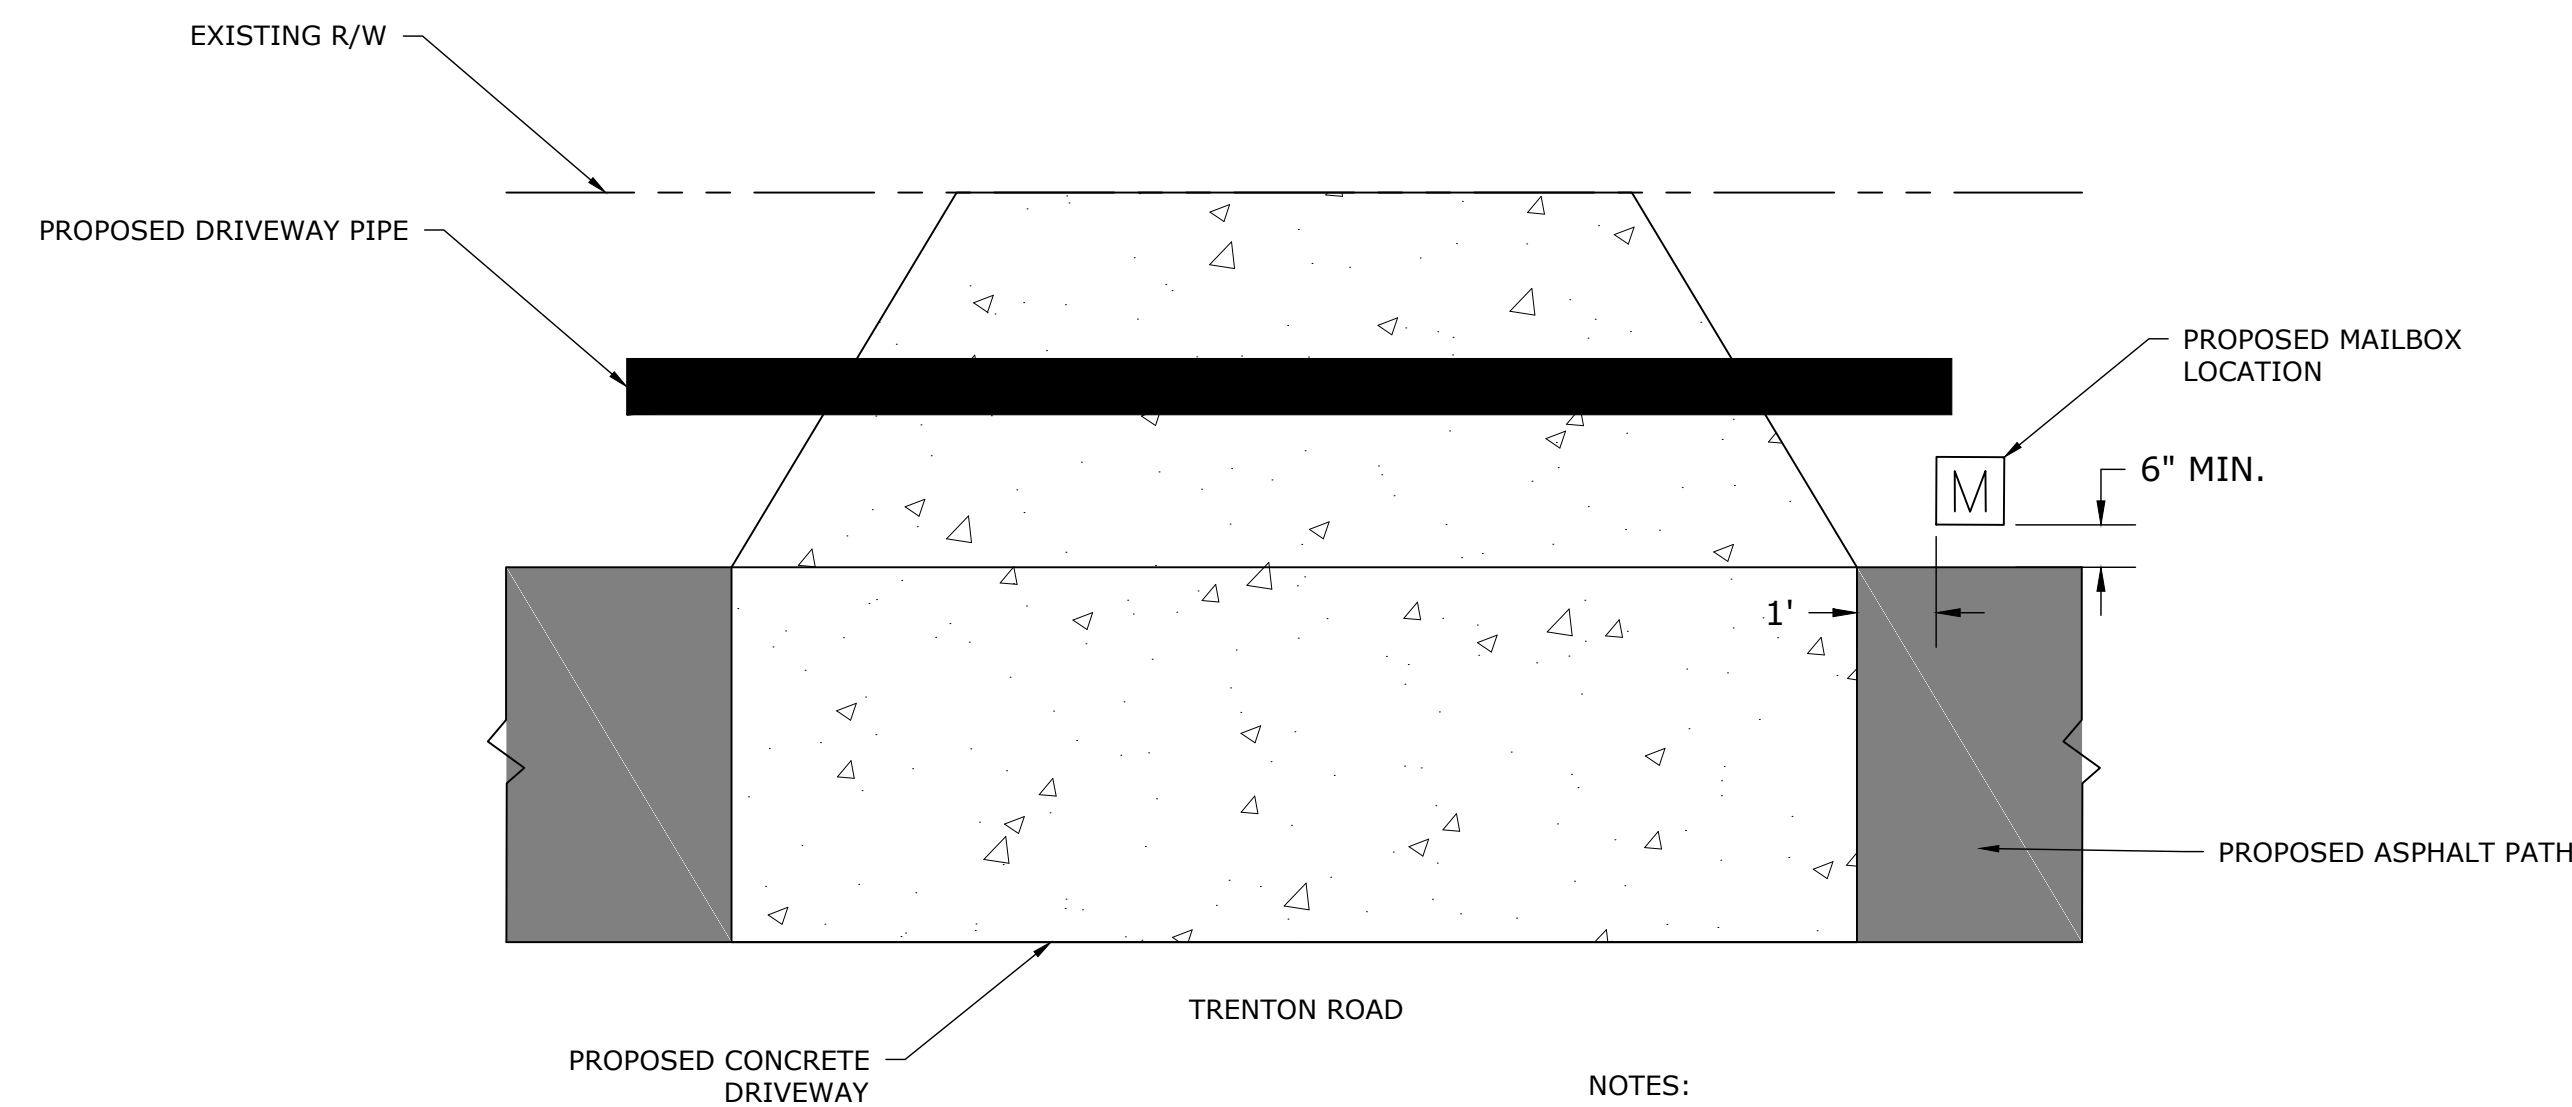 EXISTING R/W
PROPOSED DRIVEWAY PIPE
PROPOSED MAILBOX
LOCATION
6" MIN.
M
1'
PROPOSED ASPHALT PATH
TRENTON ROAD
PROPOSED CONCRETE
DRIVEWAY
NOTES: